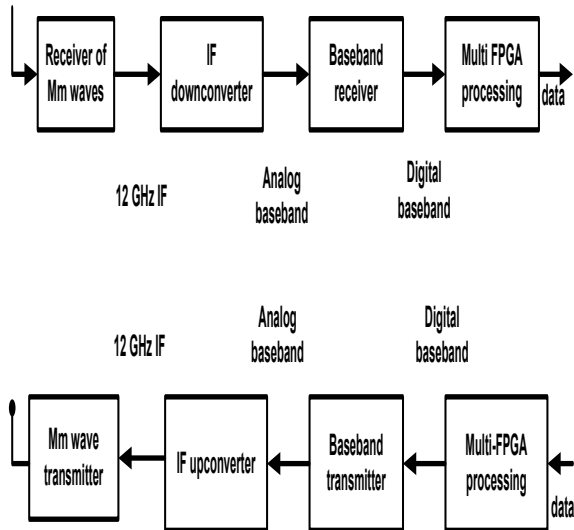 Receiver of
Mm waves
IF
downconverter
Baseband
receiver
Multi FPGA
processing
data
12 GHz IF
Analog
baseband
Digital
baseband
12 GHz IF
Analog
baseband
Digital
baseband
Mm wave
transmitter
IF upconverter
Baseband
transmitter
Multi-FPGA
processing
data